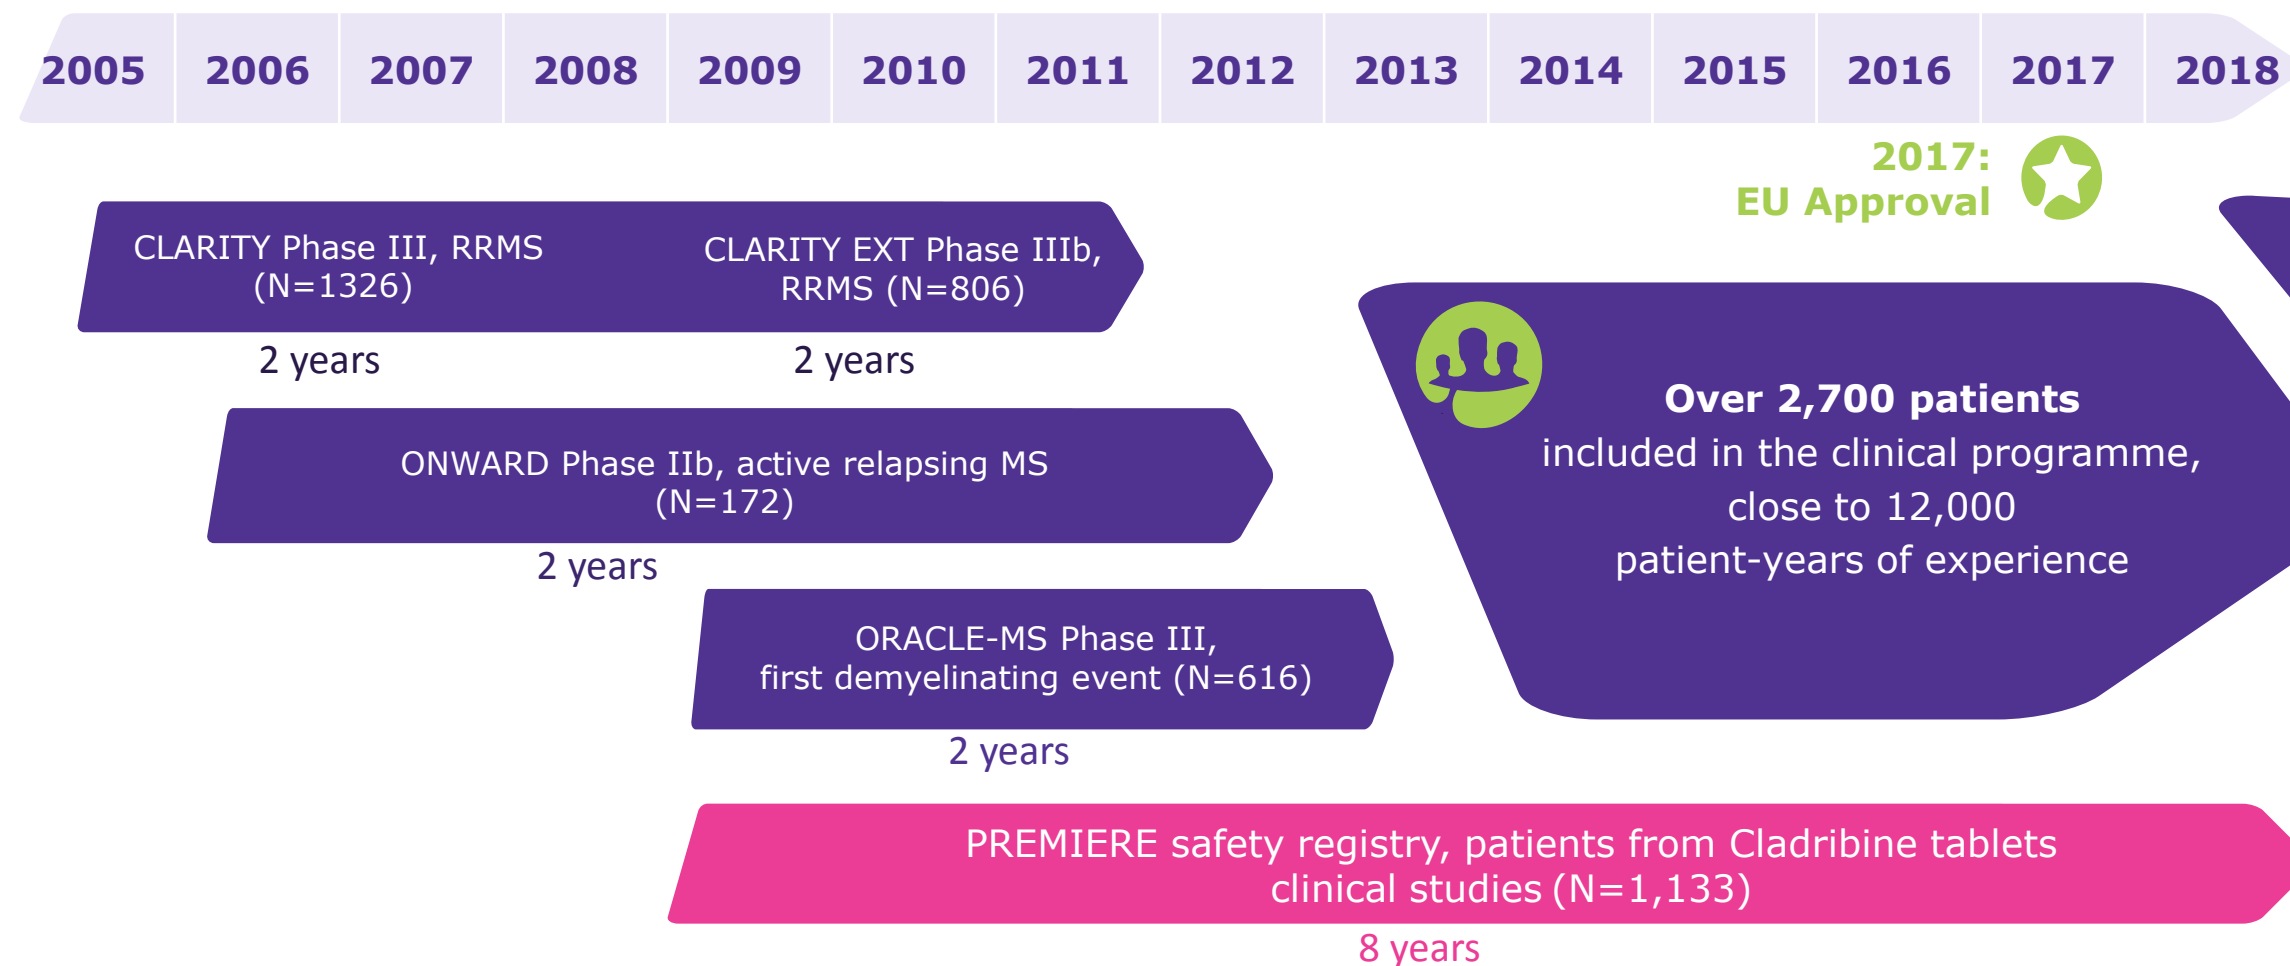 2005 2006 2007 2008 2009 2010 2011 2012 2013 2014 2015 2016 2017 2018
2017:
EU Approval
CLARITY Phase III, RRMS
(N=1326)
CLARITY EXT Phase IIIb,
RRMS (N=806)
2 years
2 years
ONWARD Phase IIb, active relapsing MS
(N=172)
2 years
ORACLE-MS Phase III,
first demyelinating event (N=616)
2 years
Over 2,700 patients
included in the clinical programme,
close to 12,000
patient-years of experience
PREMIERE safety registry, patients from Cladribine tablets
clinical studies (N=1,133)
8 years